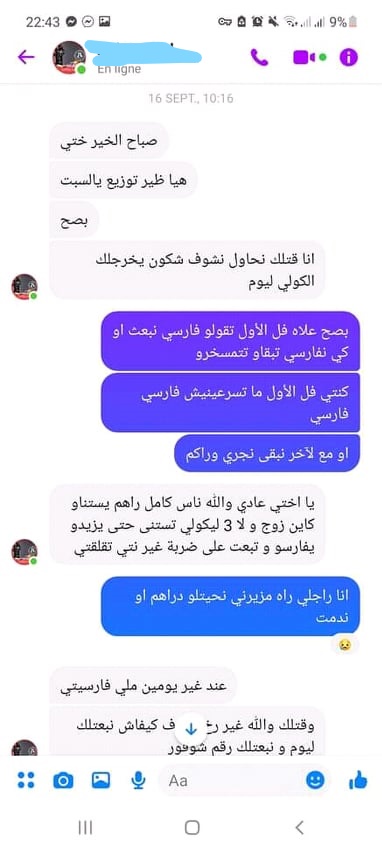 22:43
9%
En ligne
16 SEPT., 10:16
صباح الخير ختي
هيا ظير توزيع يالسبت
بصح
انا قتلك نحاول نشوف شكون يخرجلك
الكولي ليوم
بصح علاه فل الأول تقولو فارسي نبعث او
كي نفارسي تبقاو تتمسخرو
كنتي فل الأول ما تسرعينيش فارسي
فارسي
او مع لآخر نبقى نجري وراكم
يا اختي عادي والله ناس كامل راهم يستناو
كاين زوج و لا 3 ليكولي تستنى حتى يزيدو
يفارسو و تبعت على ضربة غير نتي تقلقتي
انا راجلي راه مزيرني نحيتلو دراهم او
ندمت
عند غير يومين ملي فارسيتي
وقتلك والله غير رح ف كيفاش نبعتلك
ليوم و نبعتلك رقم شوفور
Aa